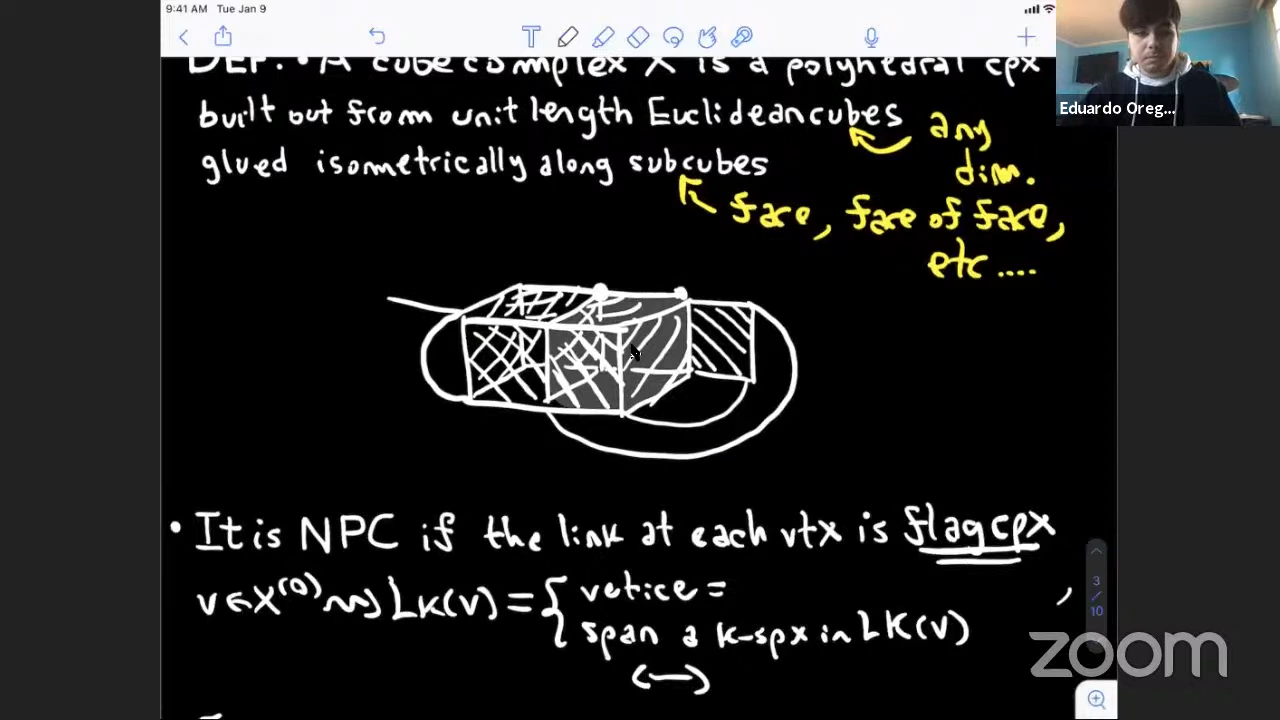 9:41 AM Tue Jan 9
Eduardo Oreg...
DEF: • A cube complex X is a polyhedral cpx
built out from unit length Euclidean cubes
any
dim.
glued isometrically along subcubes
face, face of face,
etc ....
• It is NPC if the link at each vtx is flag cpx
v∈X⁽⁰⁾ ⇝ LK(v) = { vertice =
span a k-spx in LK(v)
3
/
10
zoom